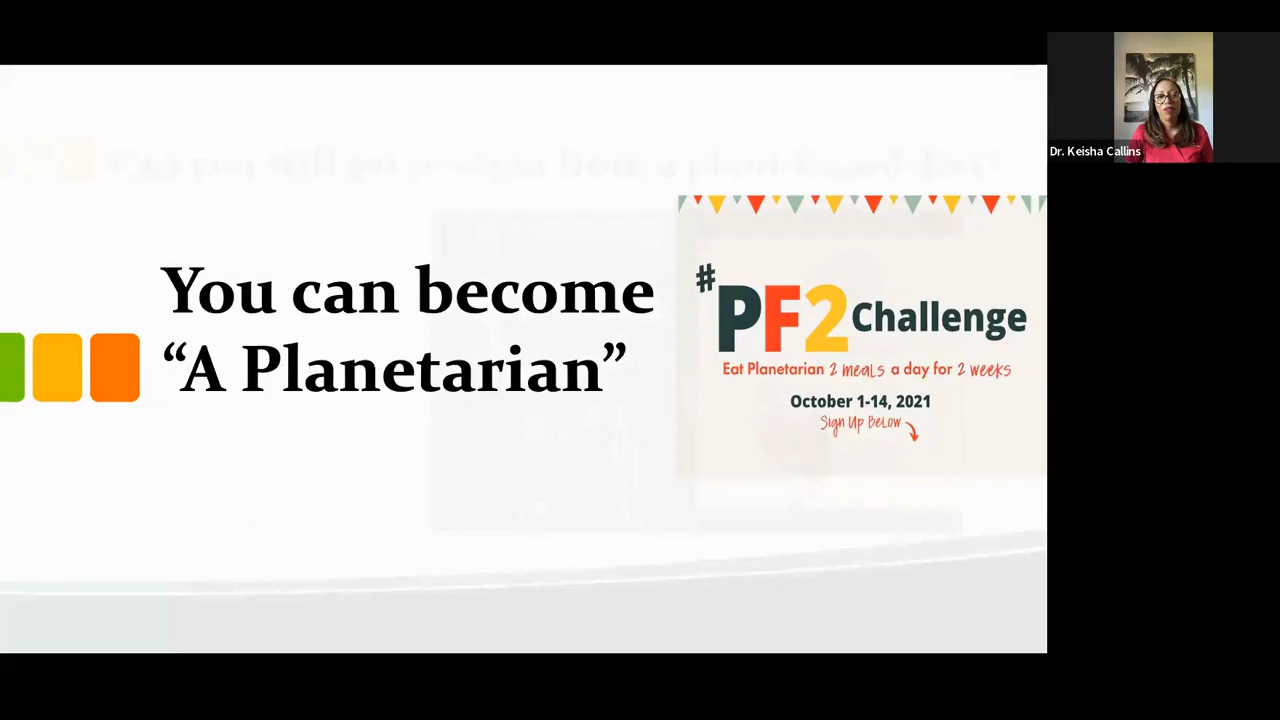 You can become
“A Planetarian”
#PF2 Challenge
Eat Planetarian 2 meals a day for 2 weeks
October 1-14, 2021
Sign Up Below
Dr. Keisha Callins